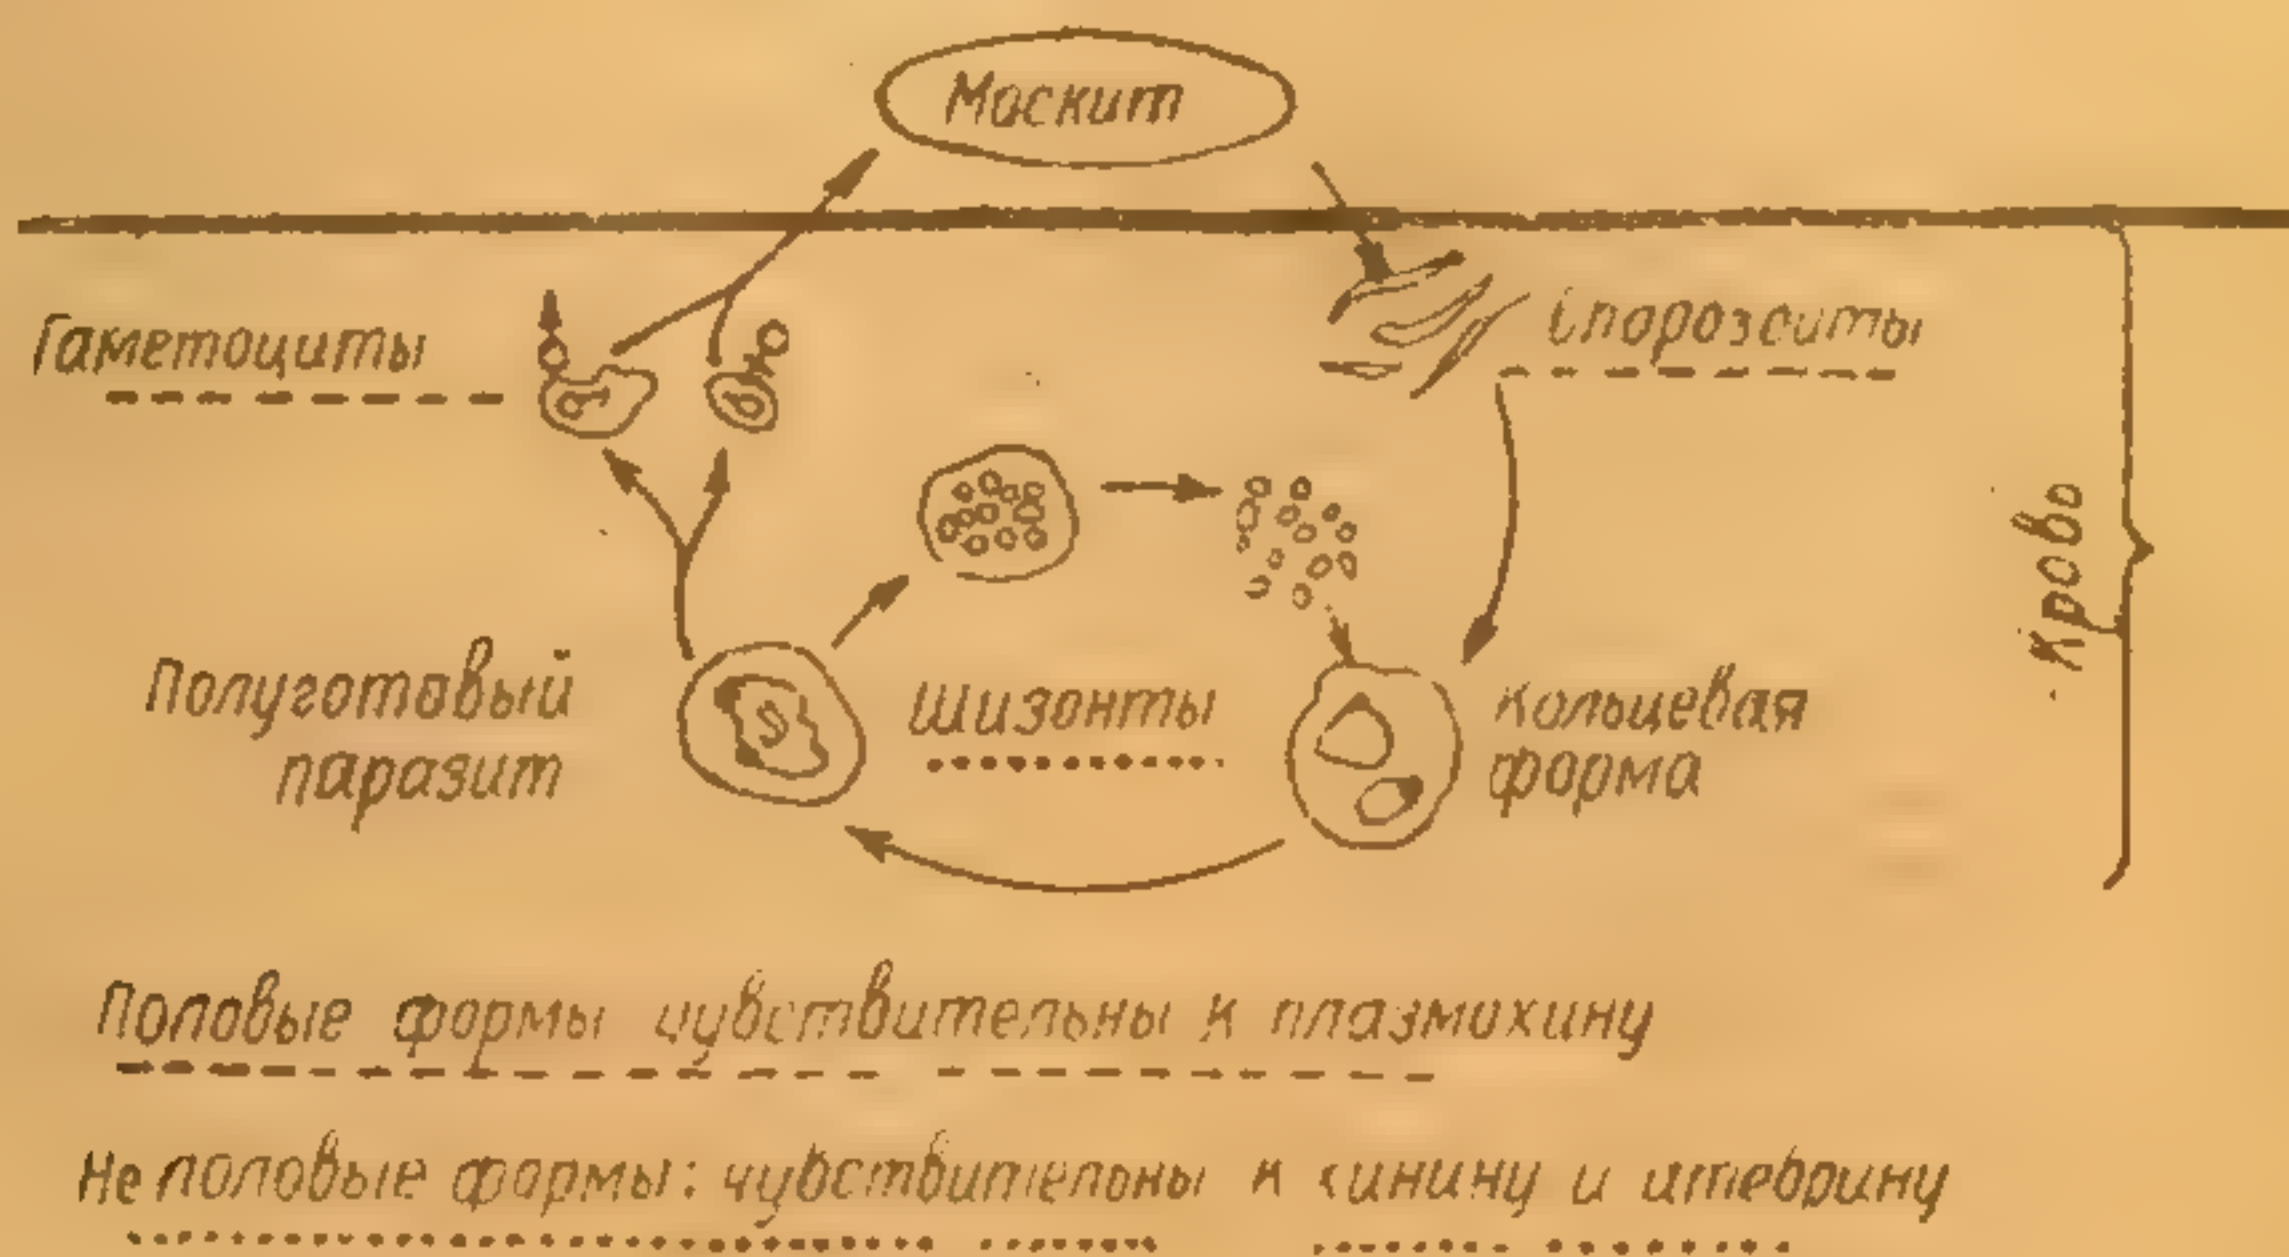 Москит
Гаметоциты
Спорозоиты
Кровь
Полуготовый
паразит
Шизонты
Кольцевая
форма
Половые формы чувствительны к плазмохину
Не половые формы: чувствительны к хинину и атебрину